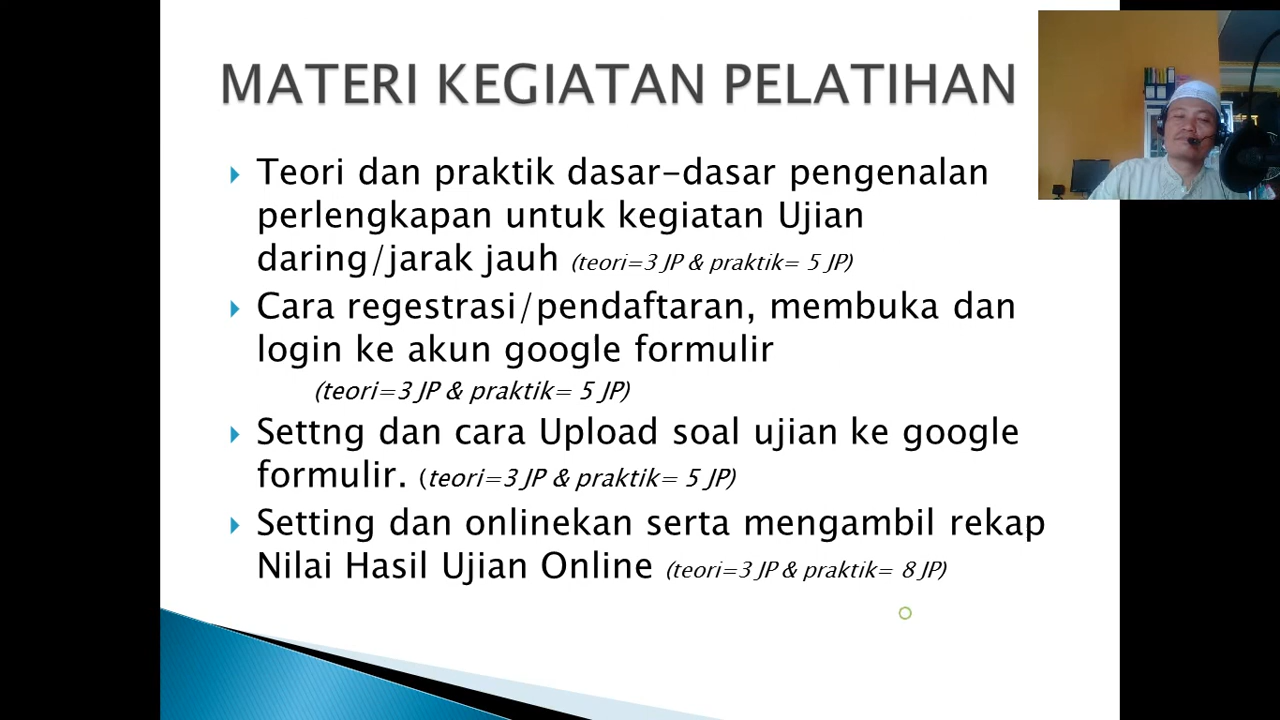 MATERI KEGIATAN PELATIHAN
Teori dan praktik dasar-dasar pengenalan
perlengkapan untuk kegiatan Ujian
daring/jarak jauh (teori=3 JP & praktik= 5 JP)
Cara regestrasi/pendaftaran, membuka dan
login ke akun google formulir
(teori=3 JP & praktik= 5 JP)
Settng dan cara Upload soal ujian ke google
formulir. (teori=3 JP & praktik= 5 JP)
Setting dan onlinekan serta mengambil rekap
Nilai Hasil Ujian Online (teori=3 JP & praktik= 8 JP)